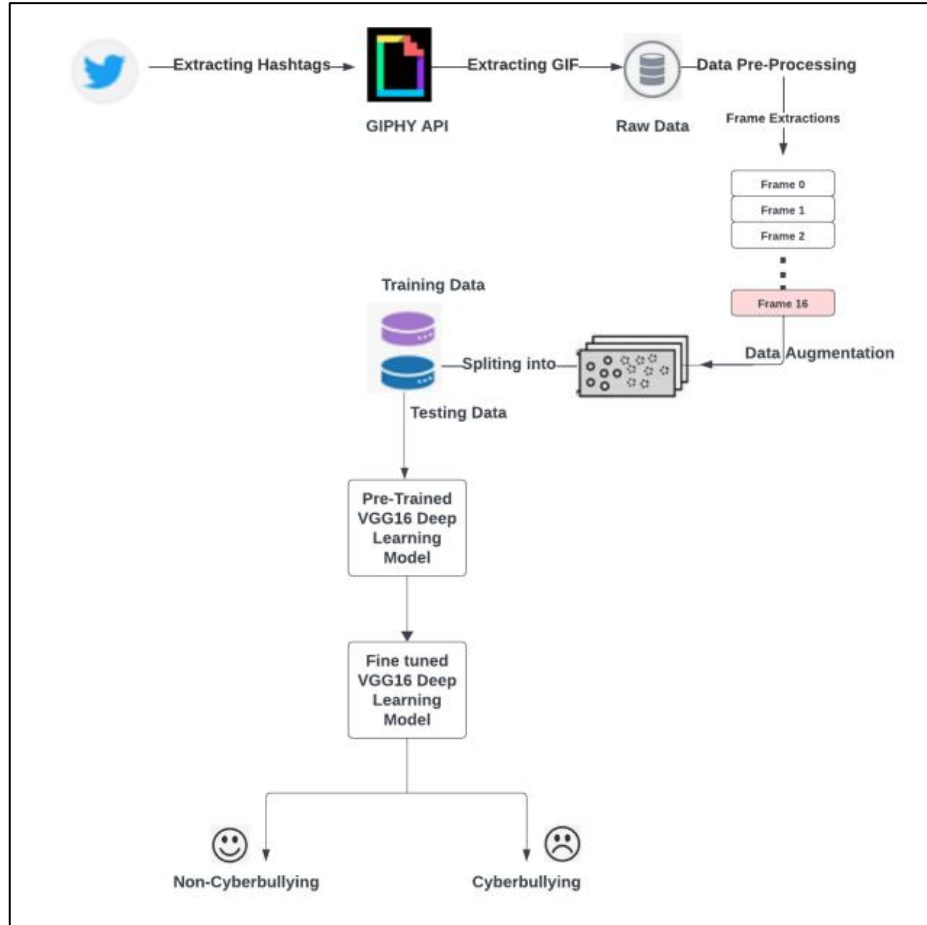 Extracting Hashtags
Extracting GIF
Data Pre-Processing
GIPHY API
Raw Data
Frame Extractions
Frame 0
Frame 1
Frame 2
Frame 16
Training Data
Data Augmentation
Spliting into
Testing Data
Pre-Trained
VGG16 Deep
Learning
Model
Fine tuned
VGG16 Deep
Learning
Model
Non-Cyberbullying
Cyberbullying